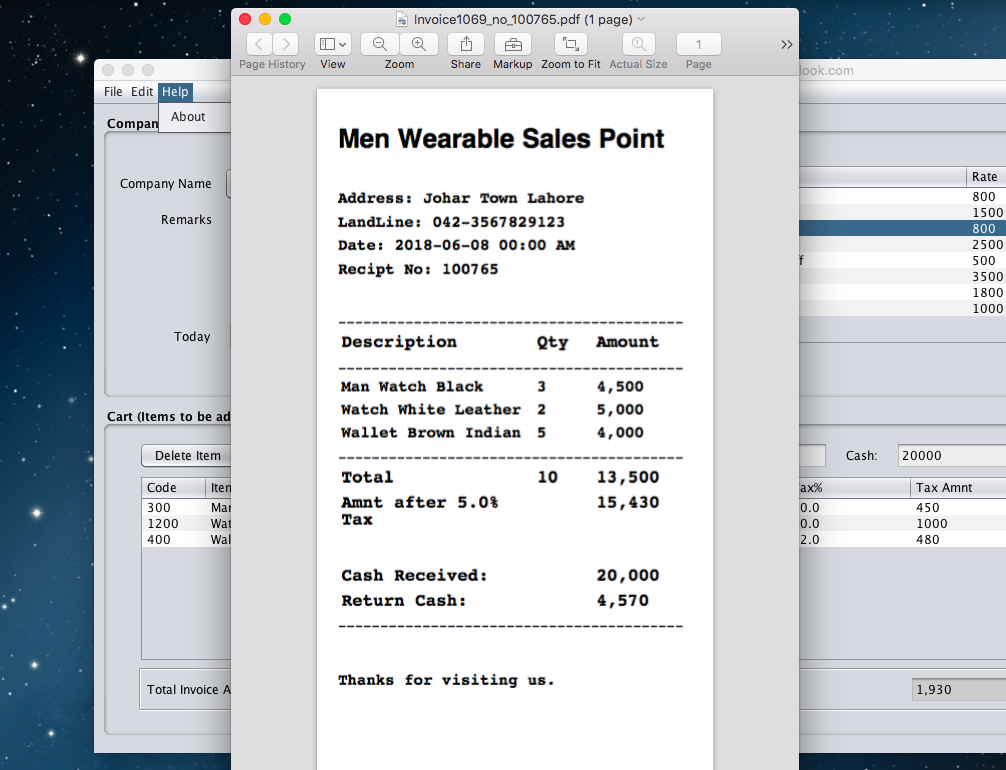 Invoice1069_no_100765.pdf (1 page)
Page History View Zoom Share Markup Zoom to Fit Actual Size 1 Page
look.com
File Edit Help
About
Compan
Company Name
Remarks
Today
Rate
800
1500
800
2500
500
3500
1800
1000
Men Wearable Sales Point
Address: Johar Town Lahore
LandLine: 042-3567829123
Date: 2018-06-08 00:00 AM
Recipt No: 100765
Description Qty Amount
Man Watch Black 3 4,500
Watch White Leather 2 5,000
Wallet Brown Indian 5 4,000
Total 10 13,500
Amnt after 5.0% 15,430
Tax
Cash Received: 20,000
Return Cash: 4,570
Thanks for visiting us.
Cart (Items to be ad
Delete Item Cash: 20000
Code Iten ax% Tax Amnt
300 Mar 0.0 450
1200 Wat 0.0 1000
400 Wal 2.0 480
Total Invoice A 1,930